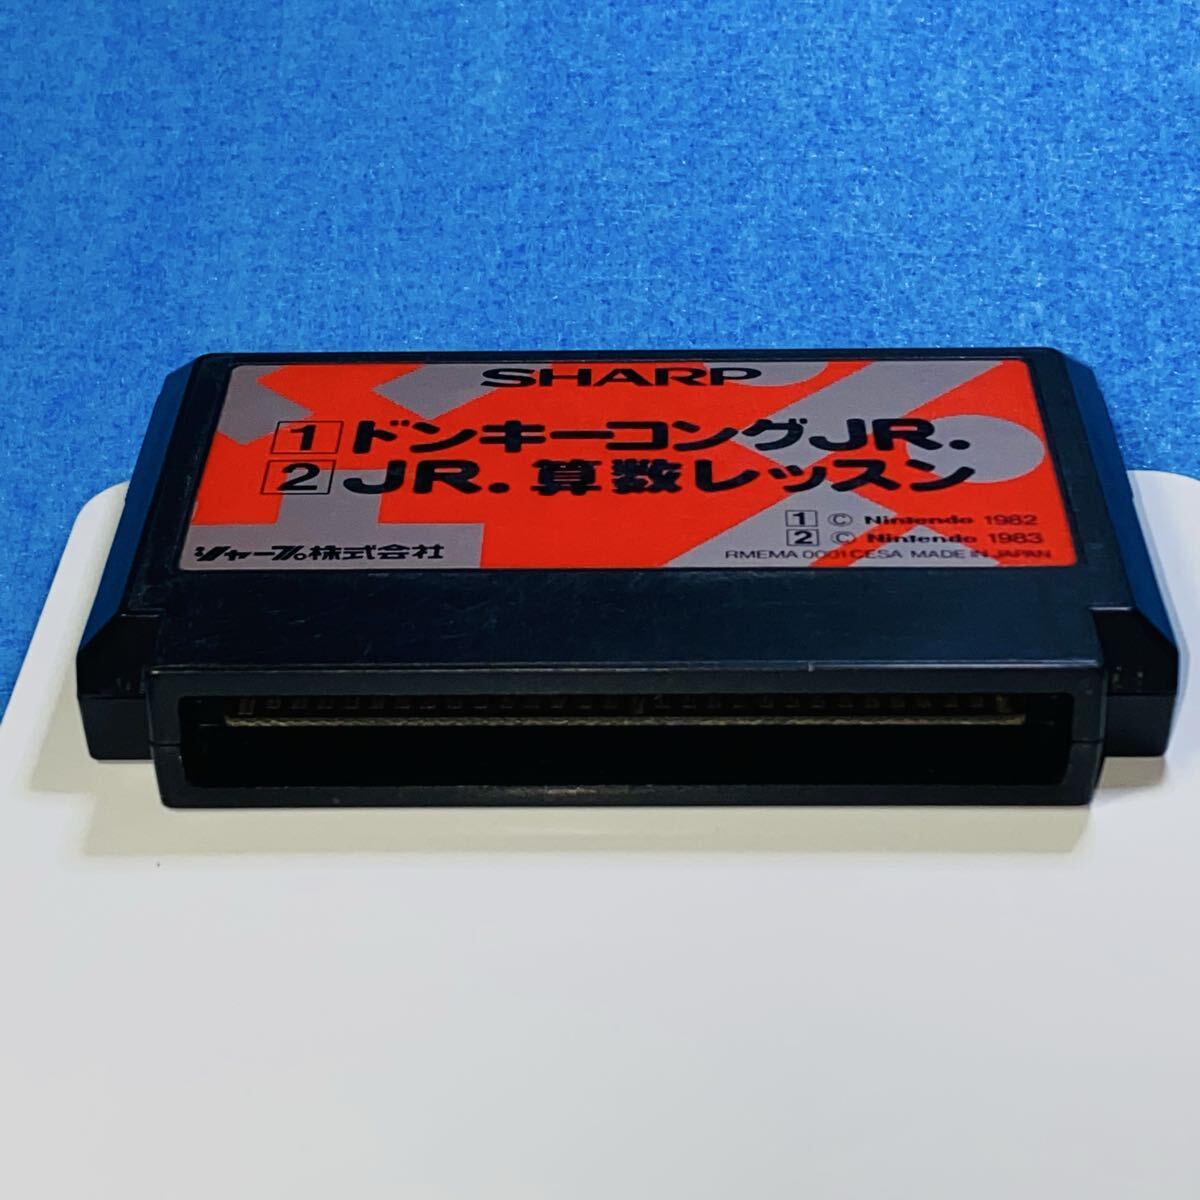 SHARP
1 ドンキーコングJR.
2 JR. 算数レッスン
1 © Nintendo 1982
2 © Nintendo 1983
シャープ株式会社
RMEMA 0001CESA MADE IN JAPAN